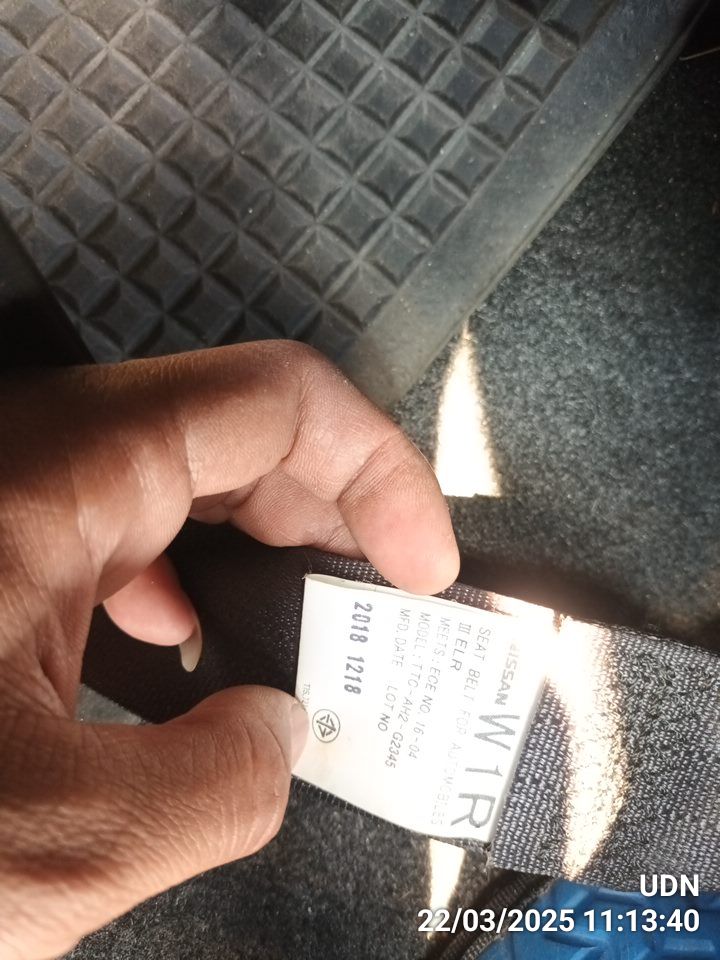 NISSAN W1R
SEAT BELT FOR AUTOMOBILES
III ELR
MEETS : ECE NO. 16-04
MODEL : TTO-AH2 G2345
MFD. DATE LOT NO
2018 1218
UDN
22/03/2025 11:13:40